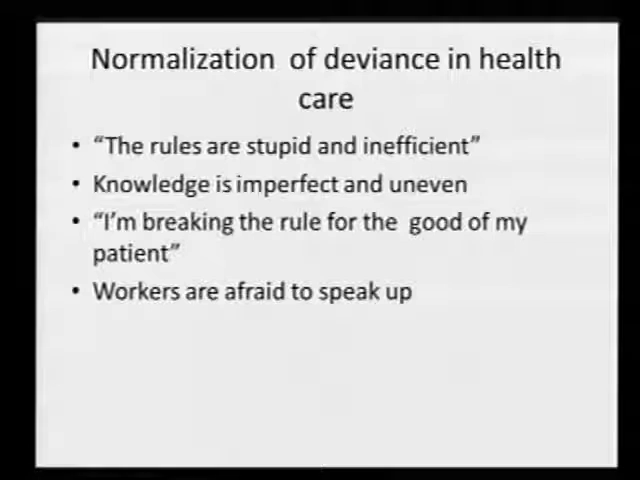 Normalization of deviance in health
care
• “The rules are stupid and inefficient”
• Knowledge is imperfect and uneven
• “I’m breaking the rule for the good of my
patient”
• Workers are afraid to speak up